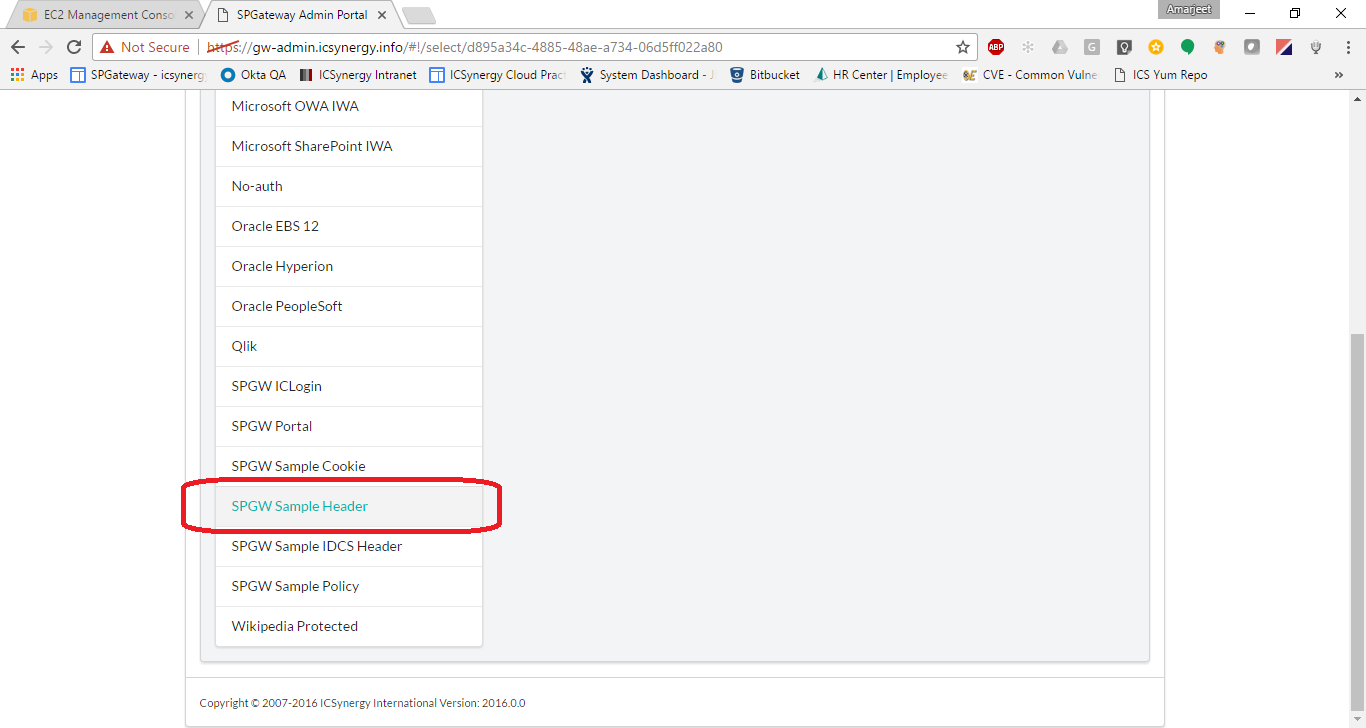 EC2 Management Conso
SPGateway Admin Portal
Amarjeet
Not Secure
https://gw-admin.icsynergy.info/#!/select/d895a34c-4885-48ae-a734-06d5ff022a80
ABP
G
Apps
SPGateway - icsynerg
Okta QA
ICSynergy Intranet
ICSynergy Cloud Prac
System Dashboard - J
Bitbucket
HR Center | Employee
CVE - Common Vulne
ICS Yum Repo
»
Microsoft OWA IWA
Microsoft SharePoint IWA
No-auth
Oracle EBS 12
Oracle Hyperion
Oracle PeopleSoft
Qlik
SPGW ICLogin
SPGW Portal
SPGW Sample Cookie
SPGW Sample Header
SPGW Sample IDCS Header
SPGW Sample Policy
Wikipedia Protected
Copyright © 2007-2016 ICSynergy International Version: 2016.0.0